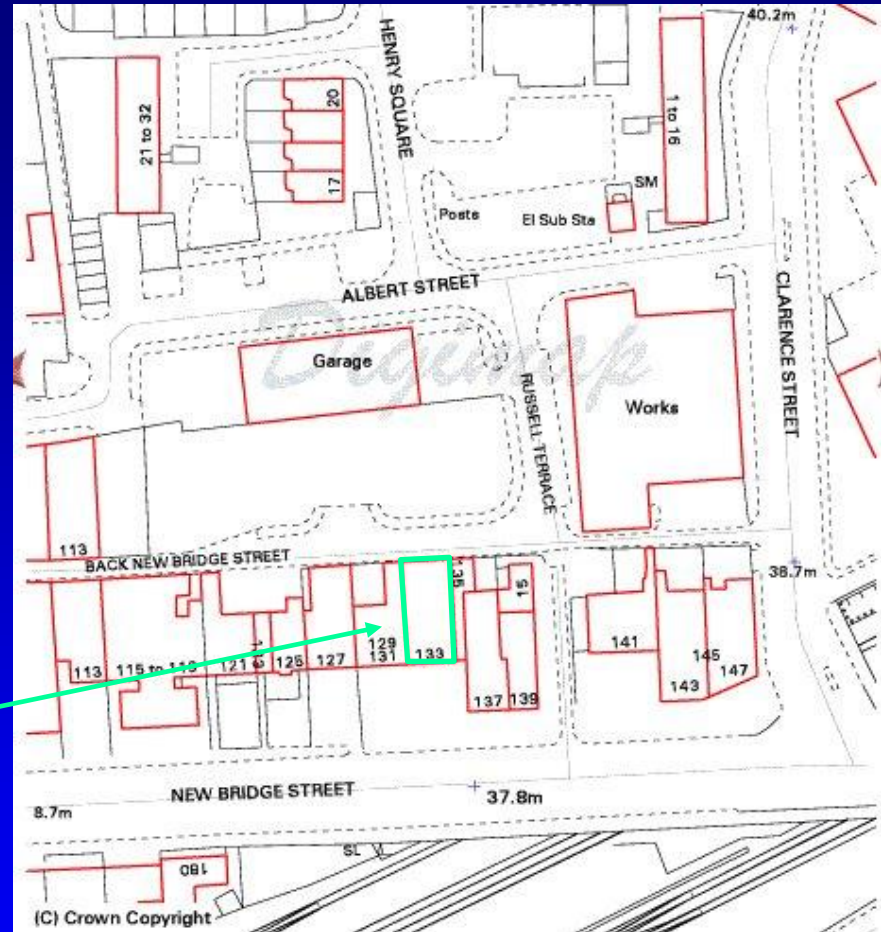 40.2m
HENRY SQUARE
21 to 32
20
17
1 to 16
SM
Posts
El Sub Sta
ALBERT STREET
CLARENCE STREET
Digimap
Garage
RUSSELL TERRACE
Works
113
BACK NEW BRIDGE STREET
135
15
38.7m
129
131
133
113
115 to 119
121
123
125
127
137
139
141
143
145
147
NEW BRIDGE STREET
37.8m
8.7m
SL
180
(C) Crown Copyright